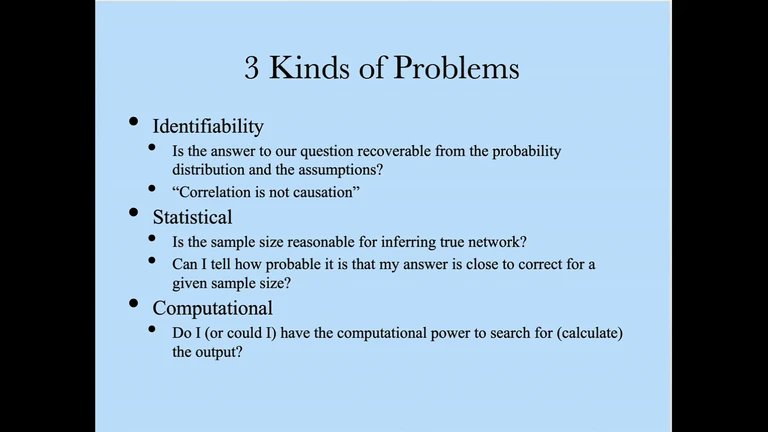 3 Kinds of Problems
• Identifiability
• Is the answer to our question recoverable from the probability
distribution and the assumptions?
• “Correlation is not causation”
• Statistical
• Is the sample size reasonable for inferring true network?
• Can I tell how probable it is that my answer is close to correct for a
given sample size?
• Computational
• Do I (or could I) have the computational power to search for (calculate)
the output?